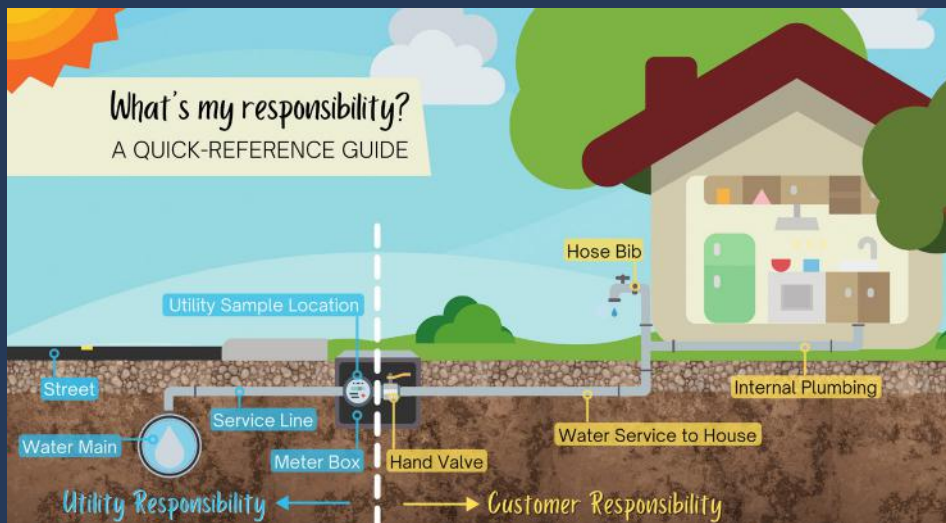 What's my responsibility?
A QUICK-REFERENCE GUIDE
Hose Bib
Utility Sample Location
Street
Service Line
Internal Plumbing
Water Main
Meter Box
Hand Valve
Water Service to House
Utility Responsibility
Customer Responsibility